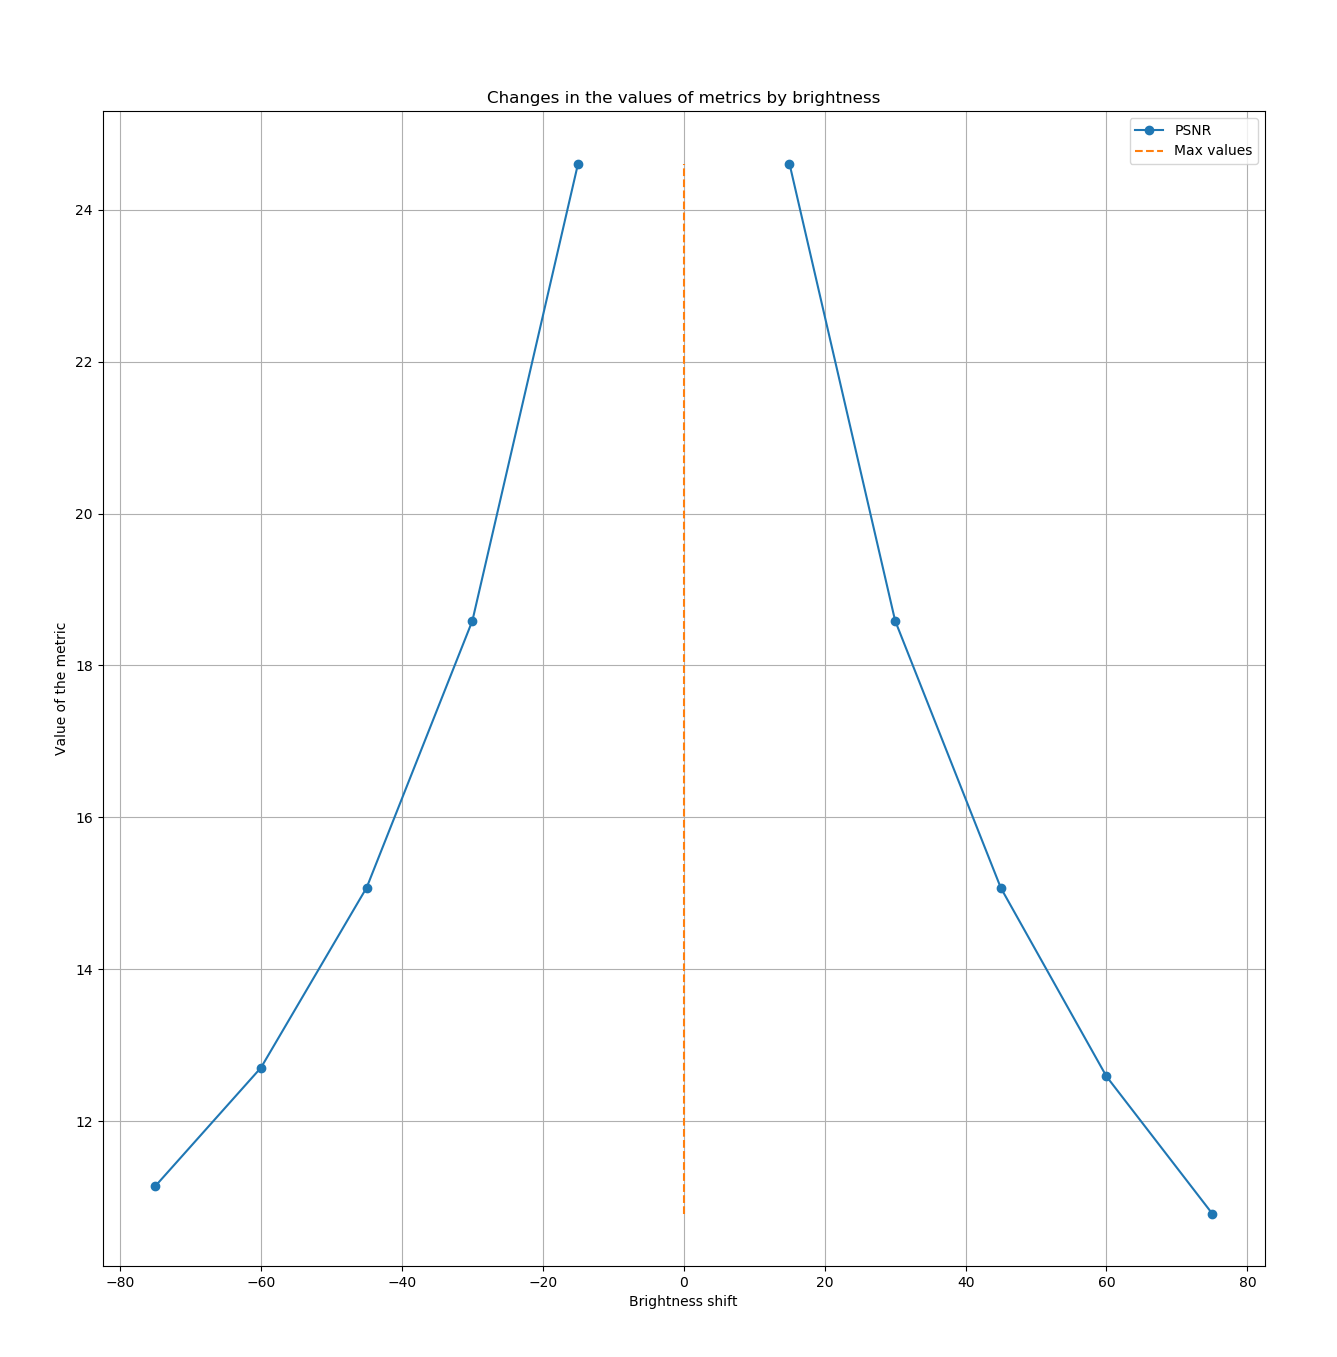 Changes in the values of metrics by brightness
PSNR
Max values
24
22
20
18
16
14
12
Value of the metric
−80 −60 −40 −20 0 20 40 60 80
Brightness shift